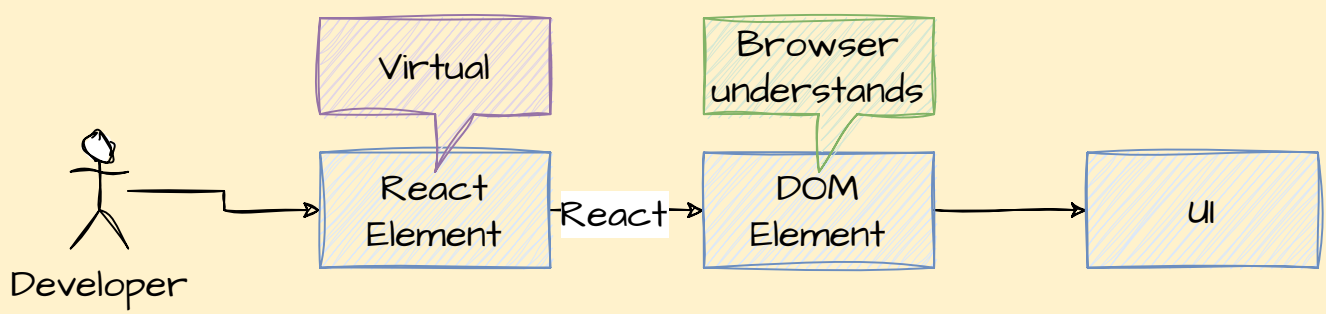 Virtual
Browser
understands
Developer
React
Element
React
DOM
Element
UI